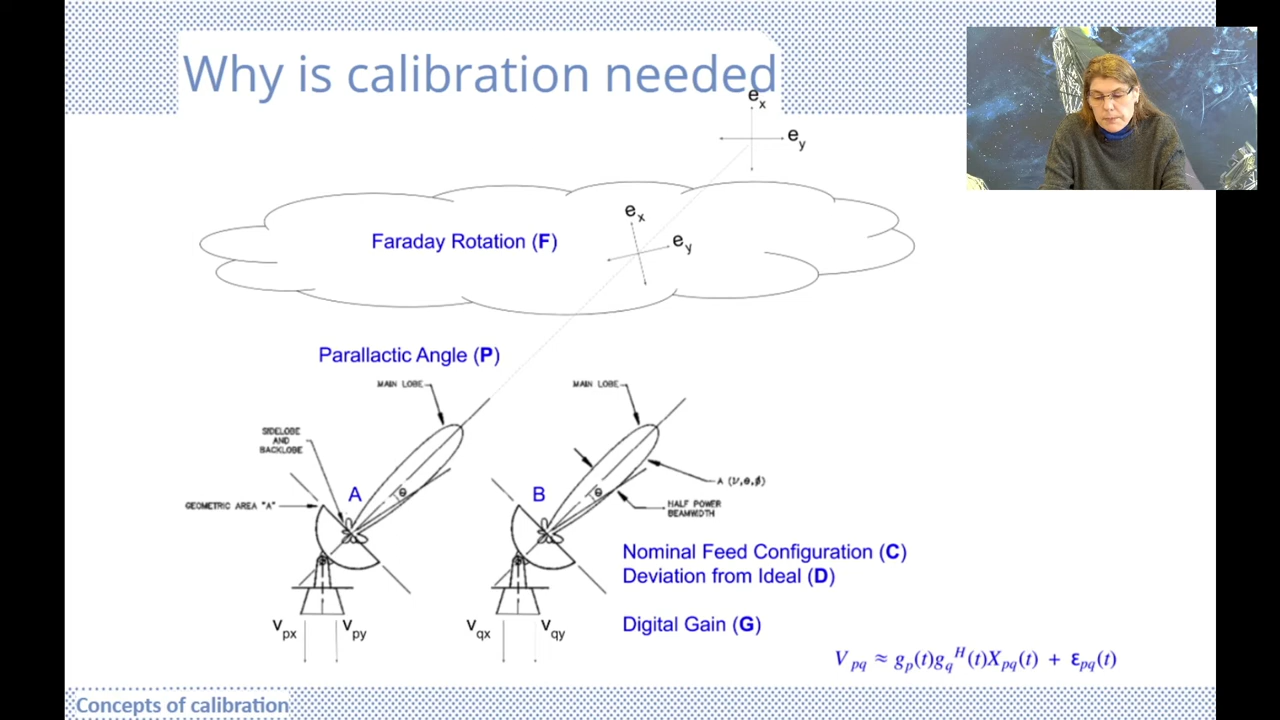 Why is calibration needed
e_x
e_y
e_x
Faraday Rotation (F)
e_y
Parallactic Angle (P)
MAIN LOBE
MAIN LOBE
SIDELOBE
AND
BACKLOBE
A (ν,θ,ϕ)
θ
θ
A
B
GEOMETRIC AREA "A"
HALF POWER
BEAMWIDTH
Nominal Feed Configuration (C)
Deviation from Ideal (D)
V_px
V_py
V_qx
V_qy
Digital Gain (G)
V_pq ≈ g_p(t)g_q^H(t)X_pq(t) + ε_pq(t)
Concepts of calibration